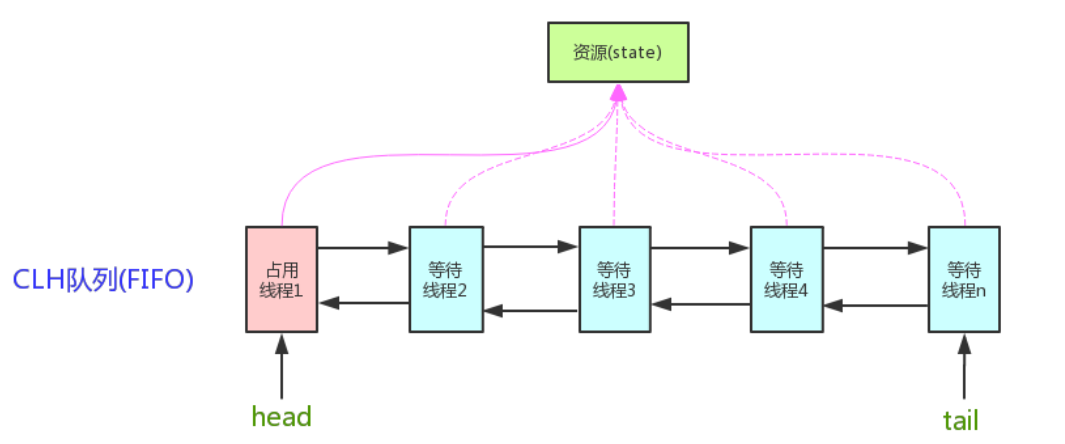 资源(state)
CLH队列(FIFO)
占用
线程1
等待
线程2
等待
线程3
等待
线程4
等待
线程n
head
tail